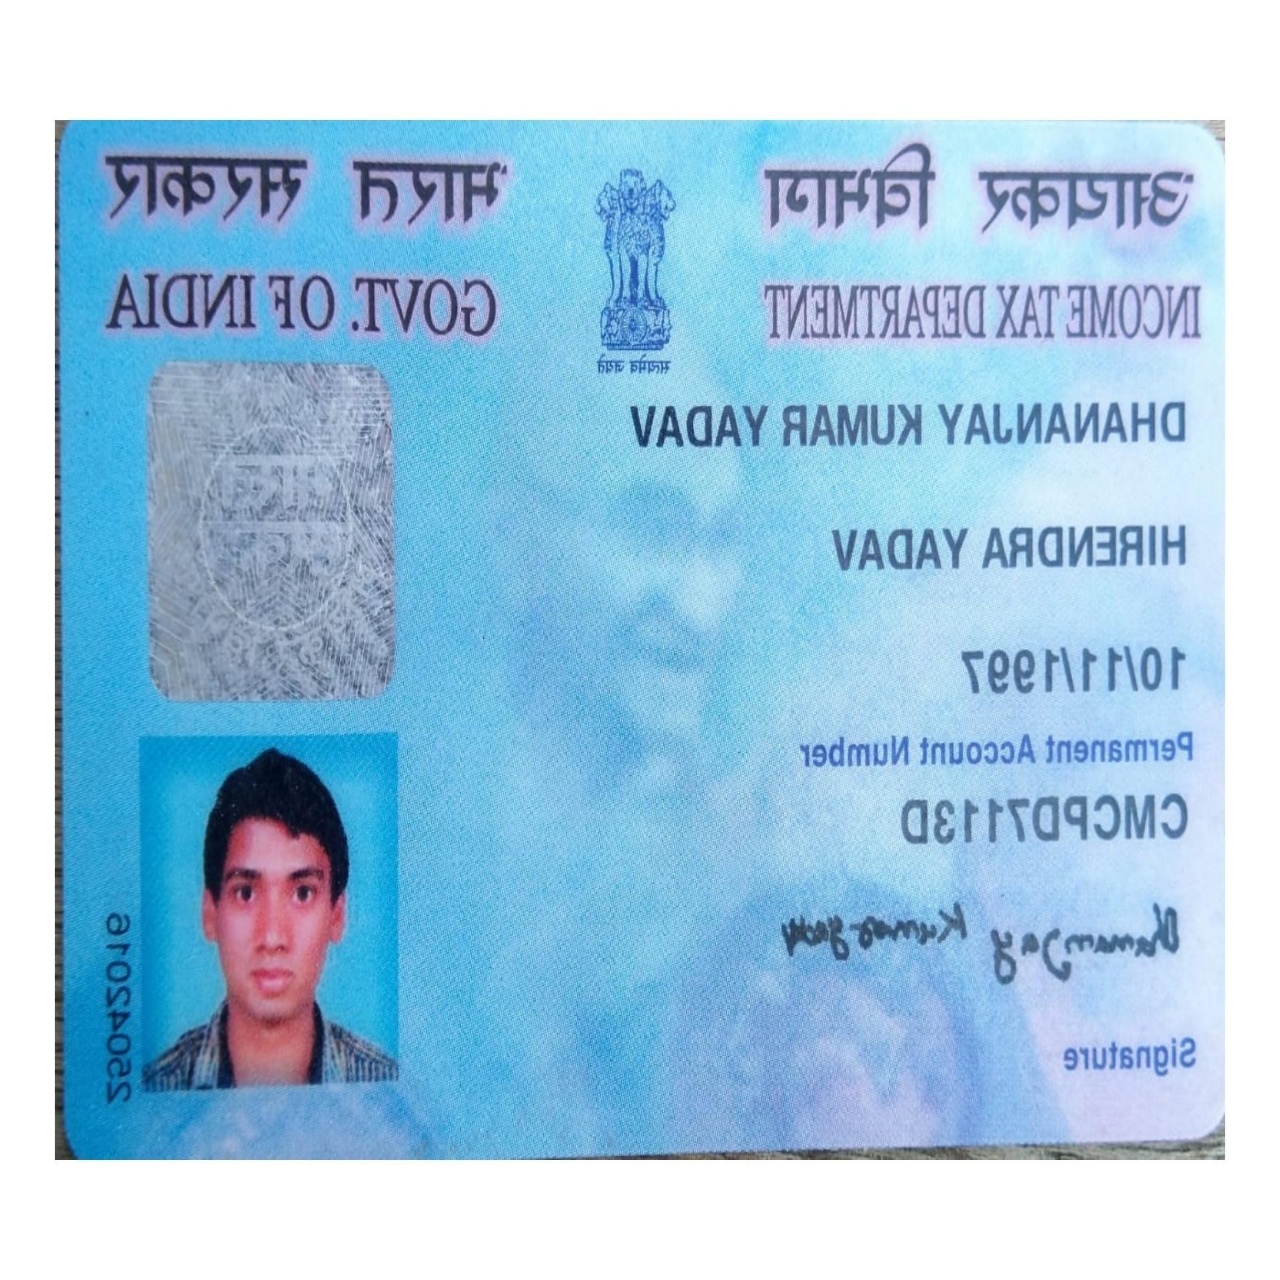 आयकर विभाग
INCOME TAX DEPARTMENT
सत्यमेव जयते
भारत सरकार
GOVT. OF INDIA
DHANANJAY KUMAR YADAV
HIRENDRA YADAV
10/11/1997
Permanent Account Number
CMCPD7113D
Dhananjay Kumar yadav
Signature
25042016